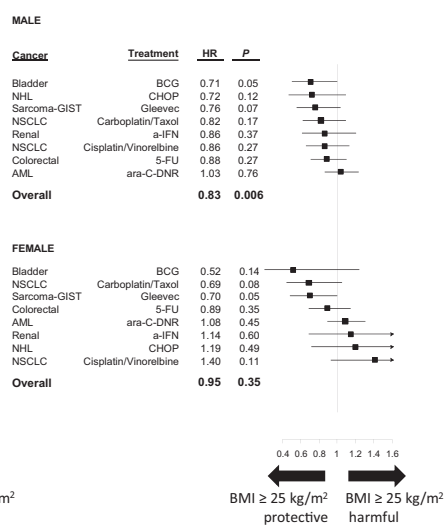 MALE
Cancer Treatment HR P
Bladder BCG 0.71 0.05
NHL CHOP 0.72 0.12
Sarcoma-GIST Gleevec 0.76 0.07
NSCLC Carboplatin/Taxol 0.82 0.17
Renal a-IFN 0.86 0.37
NSCLC Cisplatin/Vinorelbine 0.86 0.27
Colorectal 5-FU 0.88 0.27
AML ara-C-DNR 1.03 0.76
Overall 0.83 0.006
FEMALE
Bladder BCG 0.52 0.14
NSCLC Carboplatin/Taxol 0.69 0.08
Sarcoma-GIST Gleevec 0.70 0.05
Colorectal 5-FU 0.89 0.35
AML ara-C-DNR 1.08 0.45
Renal a-IFN 1.14 0.60
NHL CHOP 1.19 0.49
NSCLC Cisplatin/Vinorelbine 1.40 0.11
Overall 0.95 0.35
0.4 0.6 0.8 1 1.2 1.4 1.6
m² BMI ≥ 25 kg/m² BMI ≥ 25 kg/m²
protective harmful